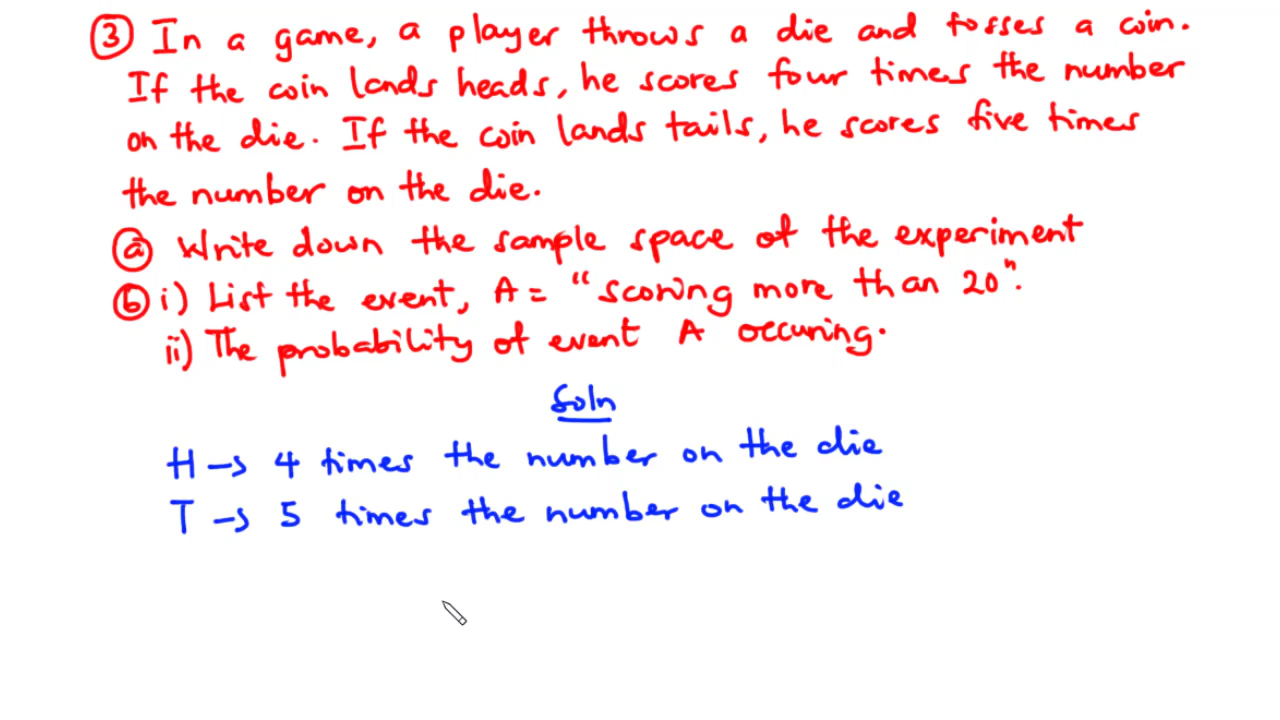 ③ In a game, a player throws a die and tosses a coin.
If the coin lands heads, he scores four times the number
on the die. If the coin lands tails, he scores five times
the number on the die.
ⓐ Write down the sample space of the experiment
ⓑ i) List the event, A = "scoring more than 20".
ii) The probability of event A occuring.
Soln
H → 4 times the number on the die
T → 5 times the number on the die